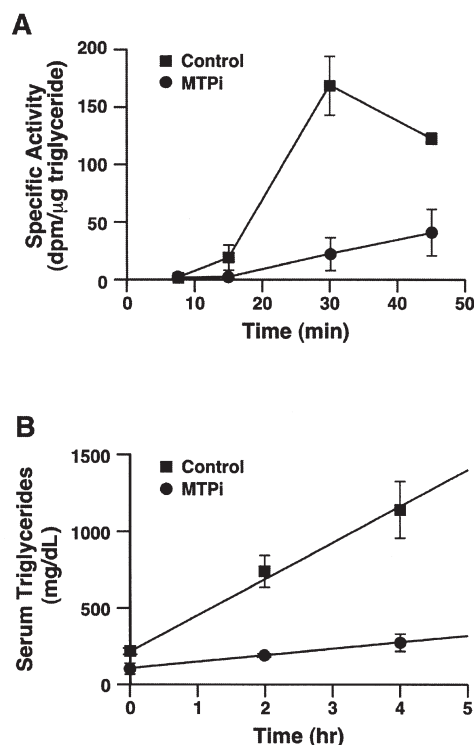 A
200
150
100
50
0
Specific Activity
(dpm/μg triglyceride)
Control
MTPi
0 10 20 30 40 50
Time (min)
B
1500
1000
500
0
Serum Triglycerides
(mg/dL)
Control
MTPi
0 1 2 3 4 5
Time (hr)